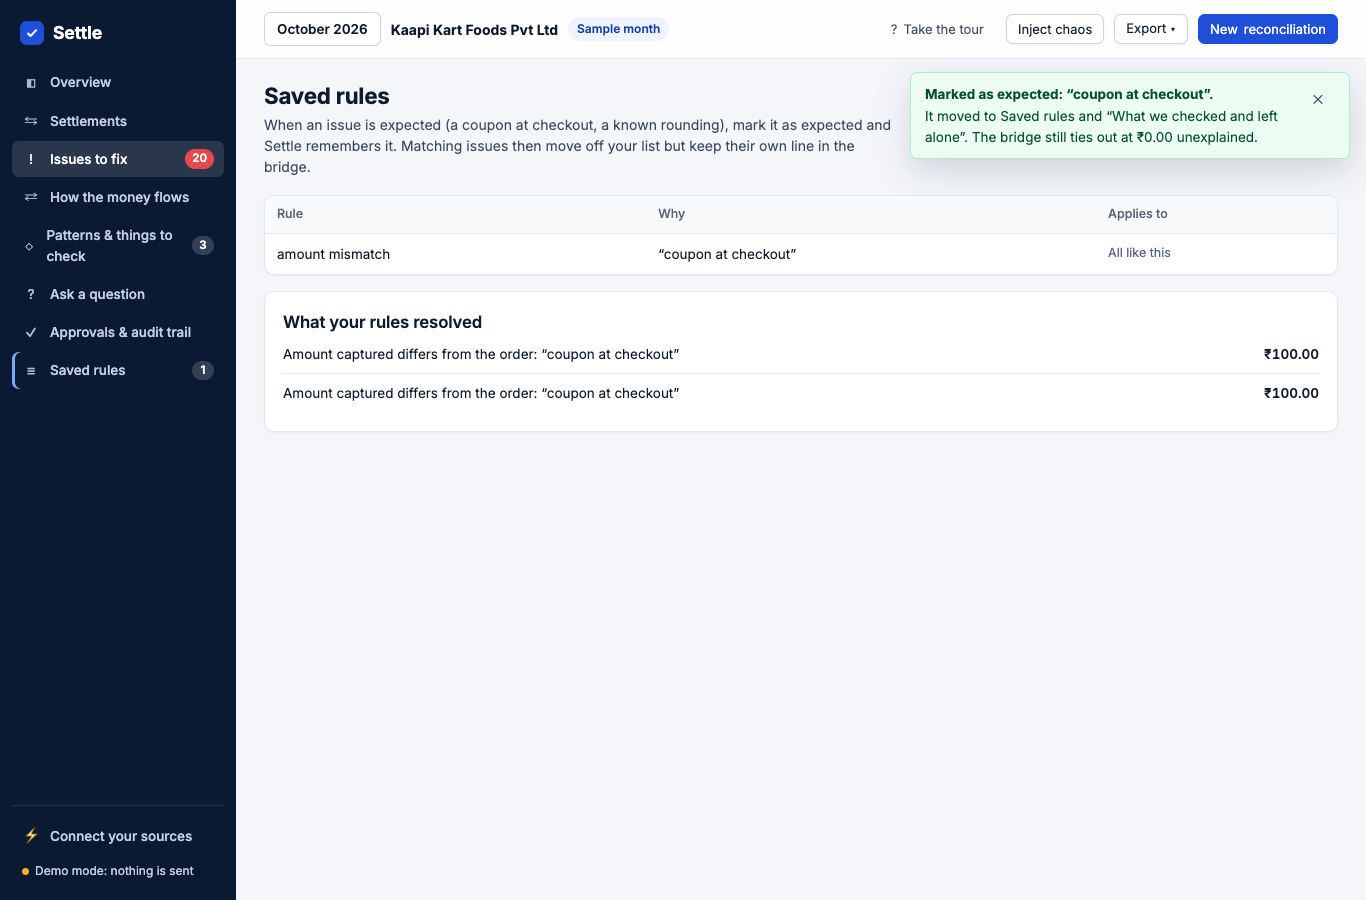 Settle
Overview
Settlements
! Issues to fix 20
How the money flows
Patterns & things to
check 3
? Ask a question
Approvals & audit trail
Saved rules 1
⚡ Connect your sources
Demo mode: nothing is sent
October 2026 Kaapi Kart Foods Pvt Ltd Sample month ? Take the tour Inject chaos Export ▾ New reconciliation
Saved rules
When an issue is expected (a coupon at checkout, a known rounding), mark it as expected and
Settle remembers it. Matching issues then move off your list but keep their own line in the
bridge.
Marked as expected: “coupon at checkout”.
It moved to Saved rules and “What we checked and left
alone”. The bridge still ties out at ₹0.00 unexplained.
Rule Why Applies to
amount mismatch “coupon at checkout” All like this
What your rules resolved
Amount captured differs from the order: “coupon at checkout” ₹100.00
Amount captured differs from the order: “coupon at checkout” ₹100.00